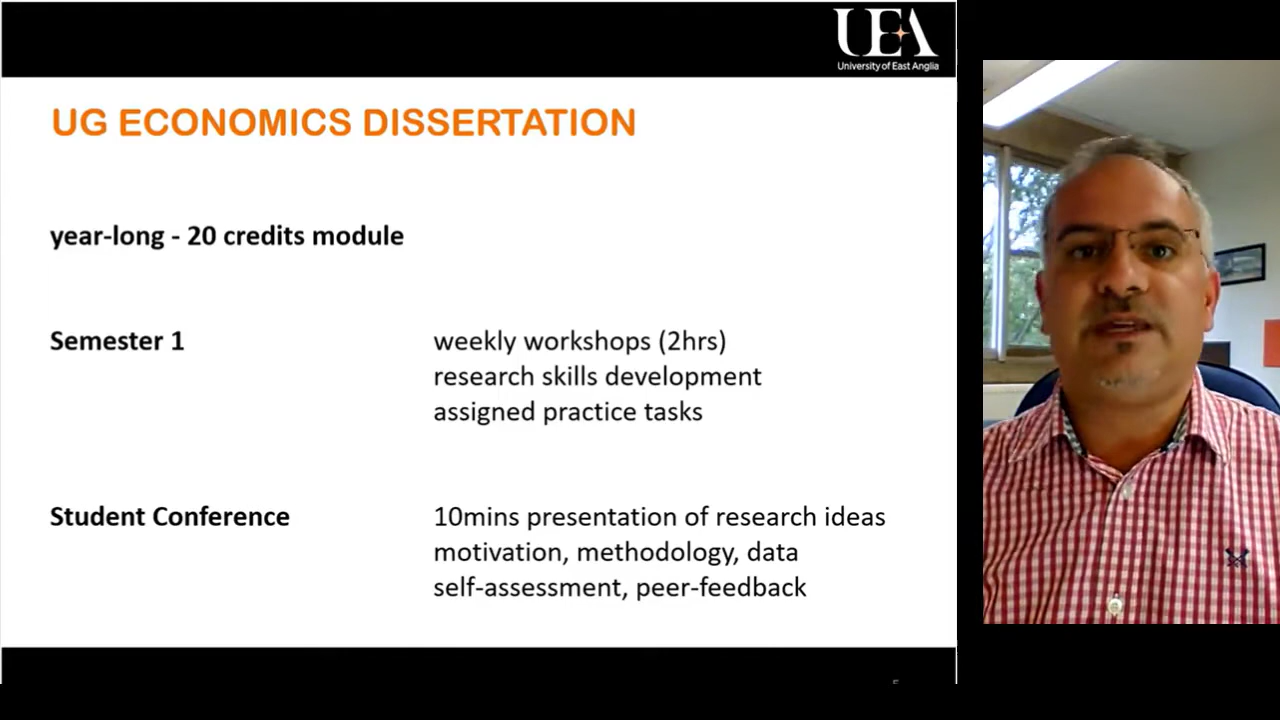 UEA
University of East Anglia
UG ECONOMICS DISSERTATION
year-long - 20 credits module
Semester 1
weekly workshops (2hrs)
research skills development
assigned practice tasks
Student Conference
10mins presentation of research ideas
motivation, methodology, data
self-assessment, peer-feedback